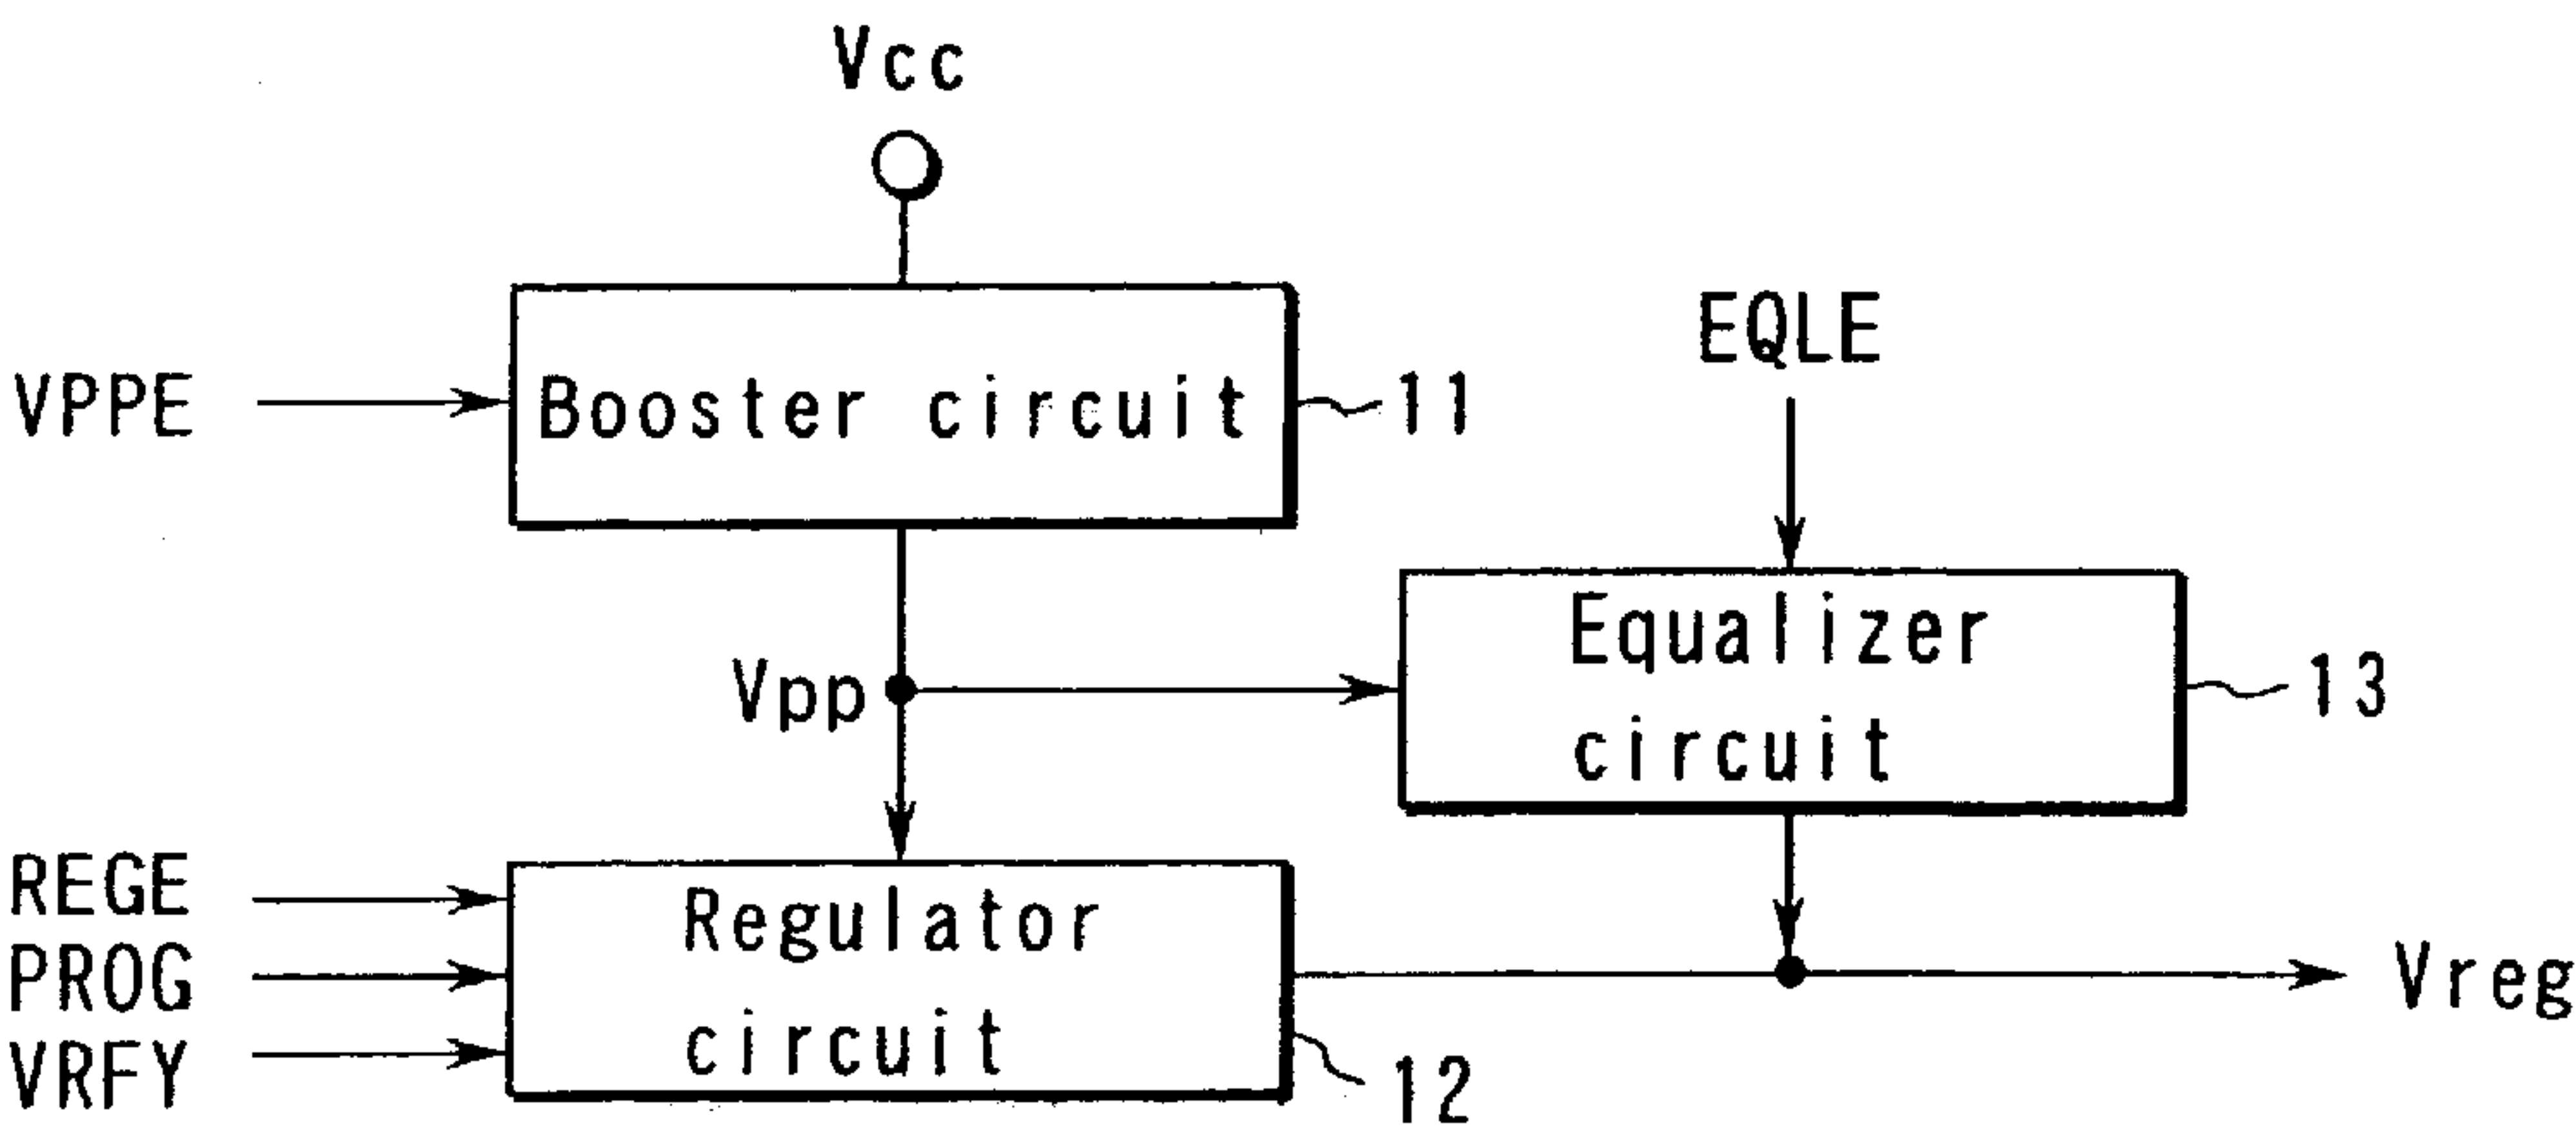 Vcc
VPPE
Booster circuit
11
EQLE
Equalizer
circuit
13
Vpp
REGE
PROG
VRFY
Regulator
circuit
12
Vreg